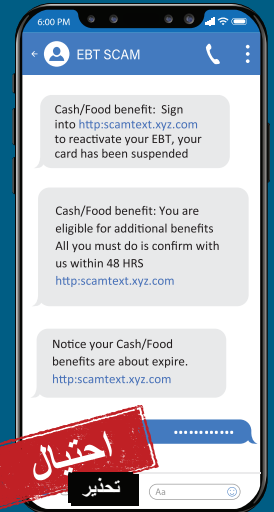 6:00 PM
EBT SCAM
Cash/Food benefit: Sign
into http:scamtext.xyz.com
to reactivate your EBT, your
card has been suspended
Cash/Food benefit: You are
eligible for additional benefits
All you must do is confirm with
us within 48 HRS
http:scamtext.xyz.com
Notice your Cash/Food
benefits are about expire.
http:scamtext.xyz.com
............
احتيال
تحذير
Aa